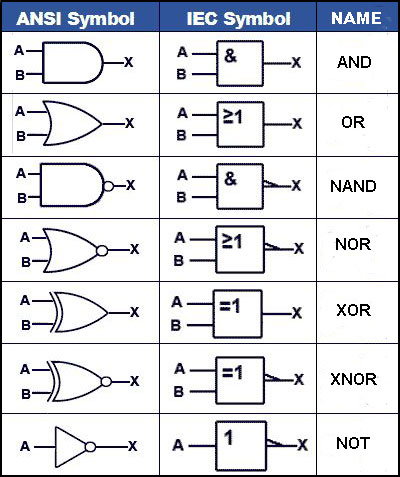 ANSI Symbol IEC Symbol NAME
A B X A B & X AND
A B X A B ≥1 X OR
A B X A B & X NAND
A B X A B ≥1 X NOR
A B X A B =1 X XOR
A B X A B =1 X XNOR
A X A 1 X NOT